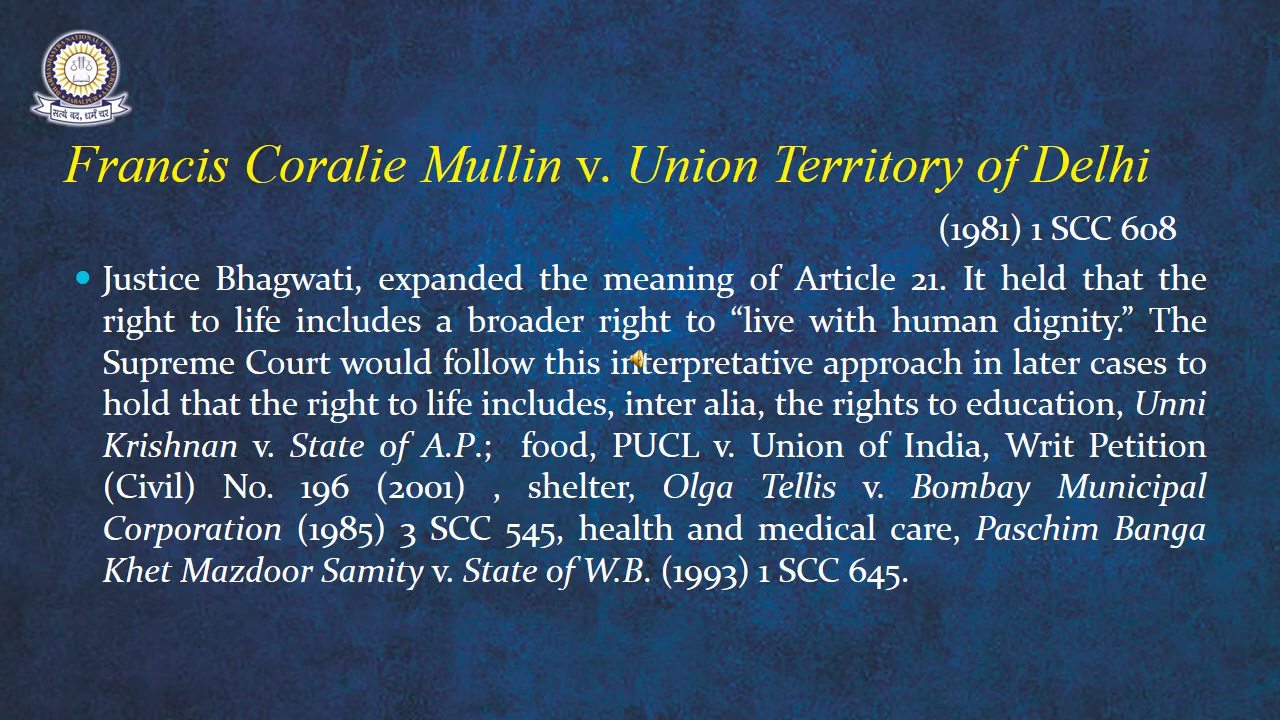 सत्यं वद, धर्मं चर
Francis Coralie Mullin v. Union Territory of Delhi
(1981) 1 SCC 608
Justice Bhagwati, expanded the meaning of Article 21. It held that the
right to life includes a broader right to “live with human dignity.” The
Supreme Court would follow this interpretative approach in later cases to
hold that the right to life includes, inter alia, the rights to education, Unni
Krishnan v. State of A.P.; food, PUCL v. Union of India, Writ Petition
(Civil) No. 196 (2001) , shelter, Olga Tellis v. Bombay Municipal
Corporation (1985) 3 SCC 545, health and medical care, Paschim Banga
Khet Mazdoor Samity v. State of W.B. (1993) 1 SCC 645.